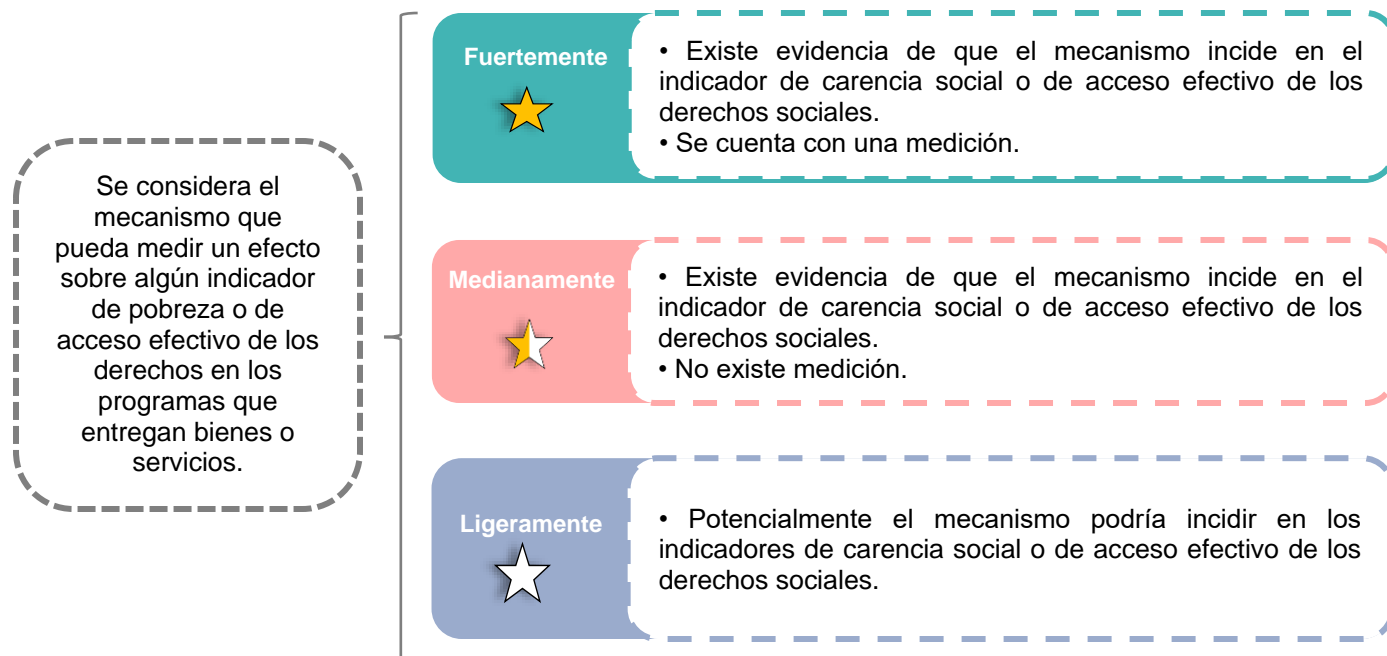 Se considera el
mecanismo que
pueda medir un efecto
sobre algún indicador
de pobreza o de
acceso efectivo de los
derechos en los
programas que
entregan bienes o
servicios.
Fuertemente
• Existe evidencia de que el mecanismo incide en el
indicador de carencia social o de acceso efectivo de los
derechos sociales.
• Se cuenta con una medición.
Medianamente
• Existe evidencia de que el mecanismo incide en el
indicador de carencia social o de acceso efectivo de los
derechos sociales.
• No existe medición.
Ligeramente
• Potencialmente el mecanismo podría incidir en los
indicadores de carencia social o de acceso efectivo de los
derechos sociales.